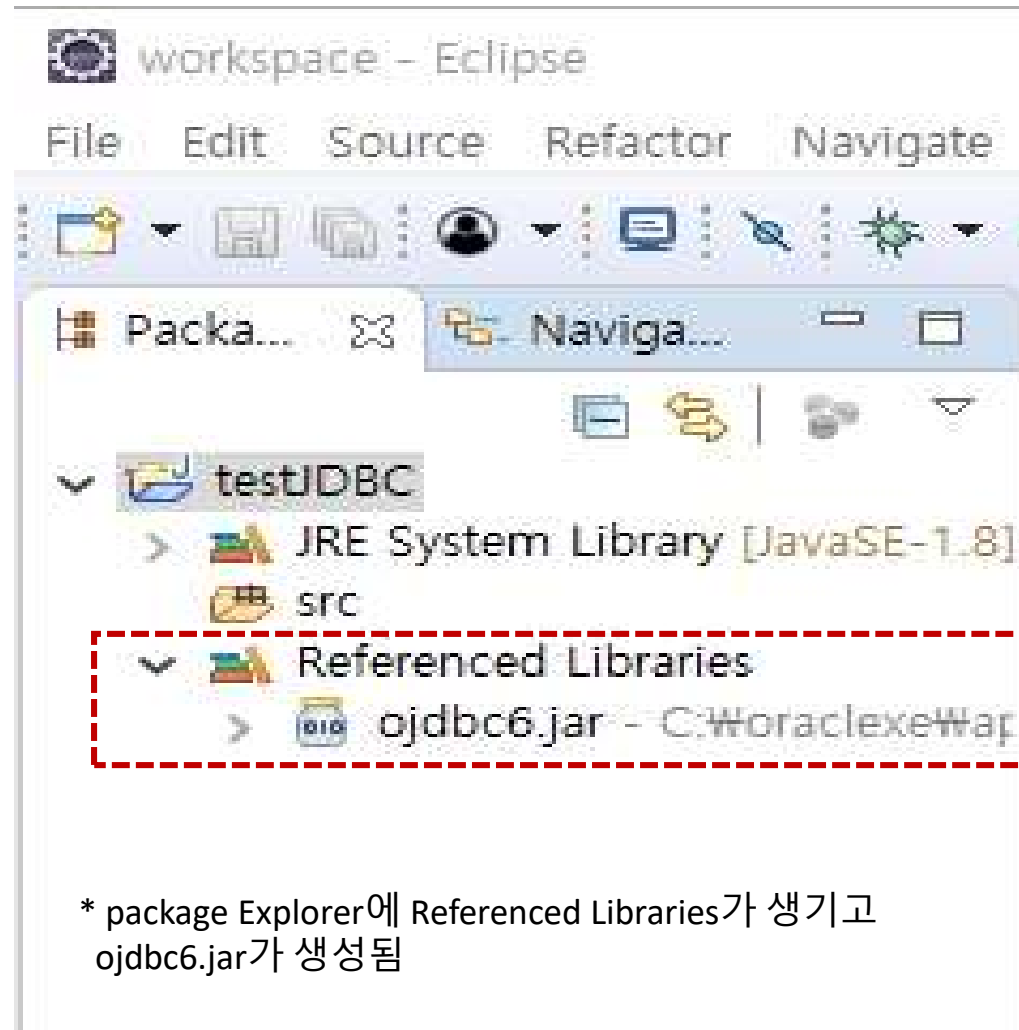 workspace - Eclipse
File Edit Source Refactor Navigate
Packa... Naviga...
testJDBC
JRE System Library [JavaSE-1.8]
src
Referenced Libraries
ojdbc6.jar - C:₩oraclexe₩ap
* package Explorer에 Referenced Libraries가 생기고
ojdbc6.jar가 생성됨